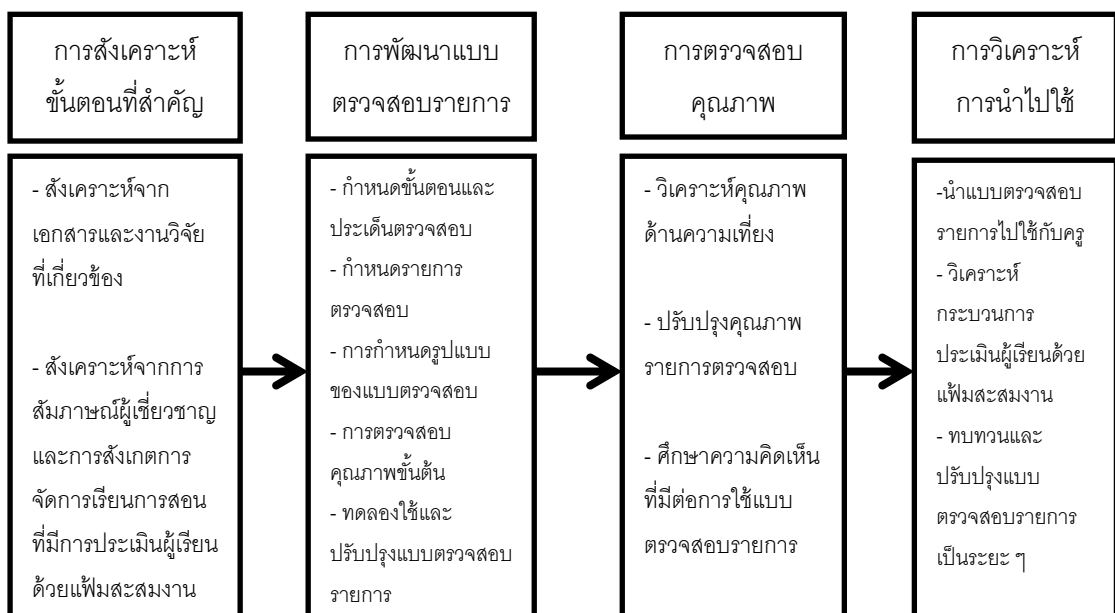 การสังเคราะห์
ขั้นตอนที่สำคัญ
- สังเคราะห์จาก
เอกสารและงานวิจัย
ที่เกี่ยวข้อง
- สังเคราะห์จากการ
สัมภาษณ์ผู้เชี่ยวชาญ
และการสังเกตการ
จัดการเรียนการสอน
ที่มีการประเมินผู้เรียน
ด้วยแฟ้มสะสมงาน
การพัฒนาแบบ
ตรวจสอบรายการ
- กำหนดขั้นตอนและ
ประเด็นตรวจสอบ
- กำหนดรายการ
ตรวจสอบ
- การกำหนดรูปแบบ
ของแบบตรวจสอบ
- การตรวจสอบ
คุณภาพขั้นต้น
- ทดลองใช้และ
ปรับปรุงแบบตรวจสอบ
รายการ
การตรวจสอบ
คุณภาพ
- วิเคราะห์คุณภาพ
ด้านความเที่ยง
- ปรับปรุงคุณภาพ
รายการตรวจสอบ
- ศึกษาความคิดเห็น
ที่มีต่อการใช้แบบ
ตรวจสอบรายการ
การวิเคราะห์
การนำไปใช้
-นำแบบตรวจสอบ
รายการไปใช้กับครู
- วิเคราะห์
กระบวนการ
ประเมินผู้เรียนด้วย
แฟ้มสะสมงาน
- ทบทวนและ
ปรับปรุงแบบ
ตรวจสอบรายการ
เป็นระยะ ๆ